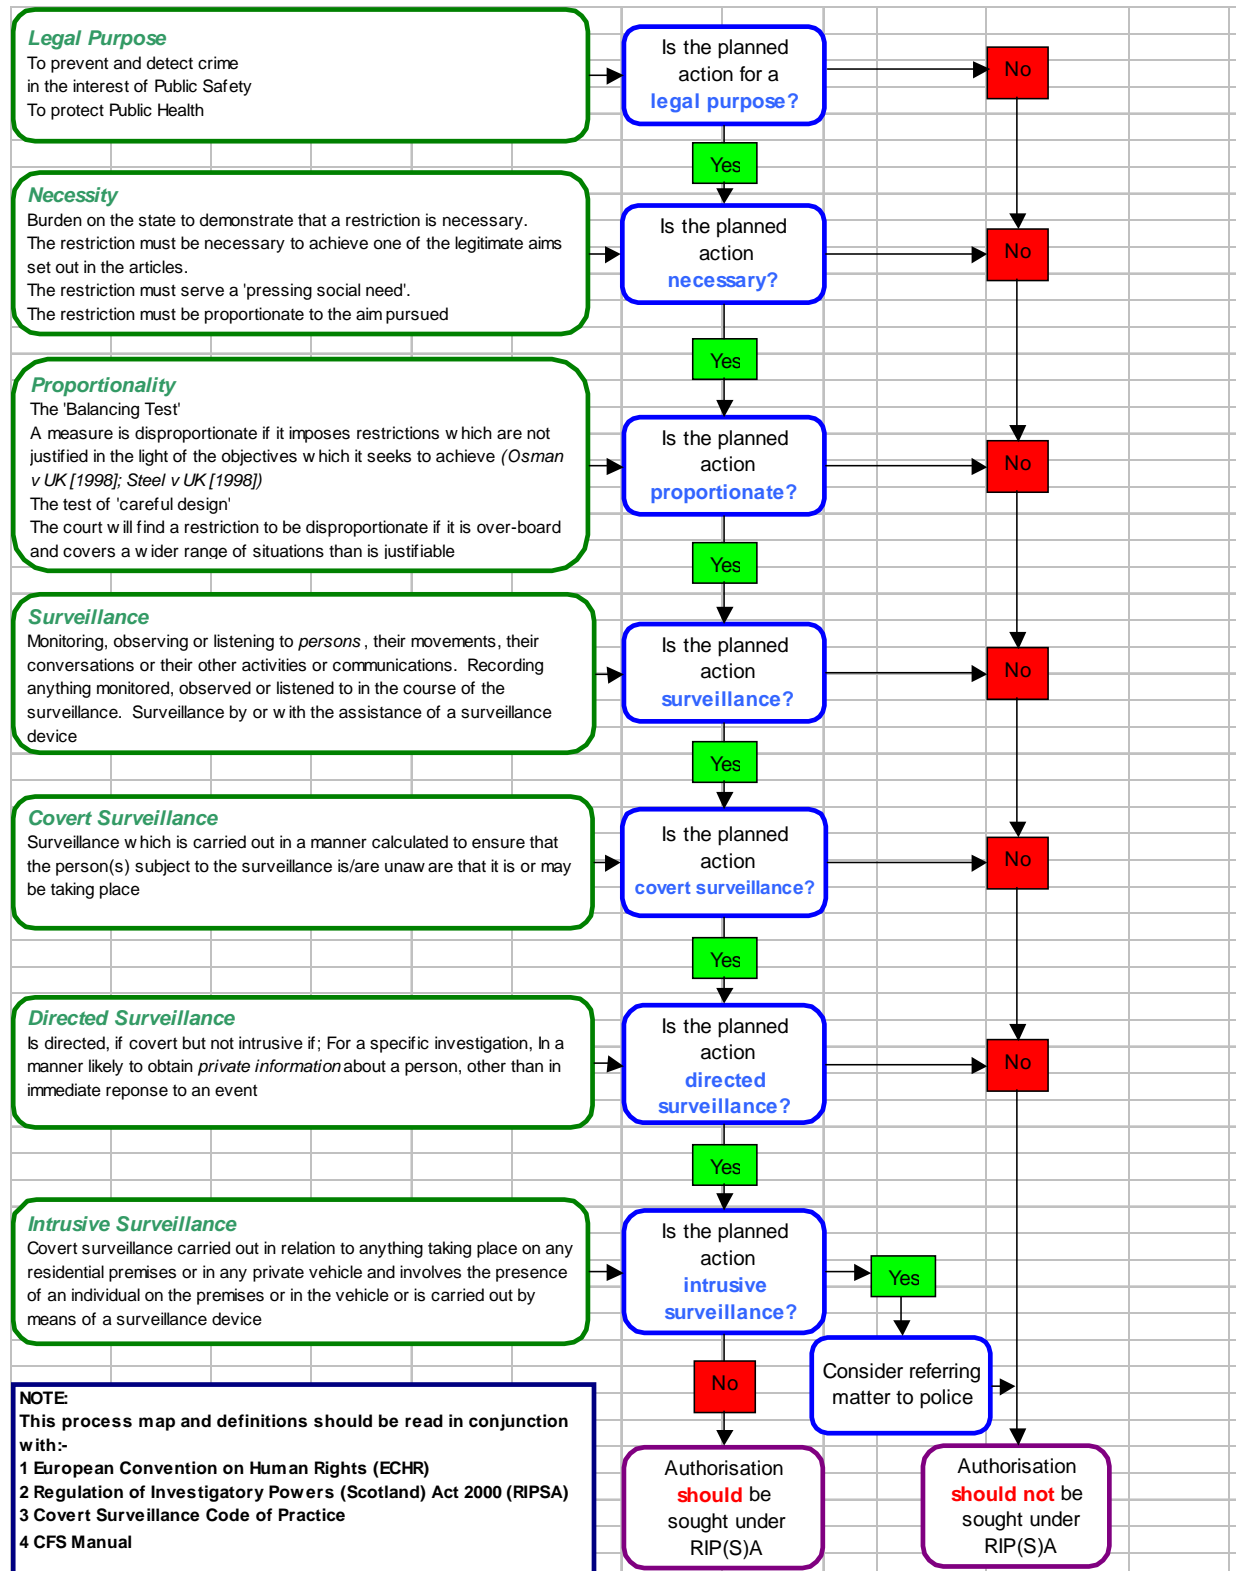 Legal Purpose
To prevent and detect crime
in the interest of Public Safety
To protect Public Health
Is the planned
action for a
legal purpose?
No
Yes
Necessity
Burden on the state to demonstrate that a restriction is necessary.
The restriction must be necessary to achieve one of the legitimate aims
set out in the articles.
The restriction must serve a 'pressing social need'.
The restriction must be proportionate to the aim pursued
Is the planned
action
necessary?
No
Yes
Proportionality
The 'Balancing Test'
A measure is disproportionate if it imposes restrictions which are not
justified in the light of the objectives which it seeks to achieve (Osman
v UK [1998]; Steel v UK [1998])
The test of 'careful design'
The court will find a restriction to be disproportionate if it is over-board
and covers a wider range of situations than is justifiable
Is the planned
action
proportionate?
No
Yes
Surveillance
Monitoring, observing or listening to persons, their movements, their
conversations or their other activities or communications. Recording
anything monitored, observed or listened to in the course of the
surveillance. Surveillance by or with the assistance of a surveillance
device
Is the planned
action
surveillance?
No
Yes
Covert Surveillance
Surveillance which is carried out in a manner calculated to ensure that
the person(s) subject to the surveillance is/are unaware that it is or may
be taking place
Is the planned
action
covert surveillance?
No
Yes
Directed Surveillance
Is directed, if covert but not intrusive if; For a specific investigation, In a
manner likely to obtain private information about a person, other than in
immediate reponse to an event
Is the planned
action
directed
surveillance?
No
Yes
Intrusive Surveillance
Covert surveillance carried out in relation to anything taking place on any
residential premises or in any private vehicle and involves the presence
of an individual on the premises or in the vehicle or is carried out by
means of a surveillance device
Is the planned
action
intrusive
surveillance?
Yes
No
Consider referring
matter to police
NOTE:
This process map and definitions should be read in conjunction
with:-
1 European Convention on Human Rights (ECHR)
2 Regulation of Investigatory Powers (Scotland) Act 2000 (RIPSA)
3 Covert Surveillance Code of Practice
4 CFS Manual
Authorisation
should be
sought under
RIP(S)A
Authorisation
should not be
sought under
RIP(S)A